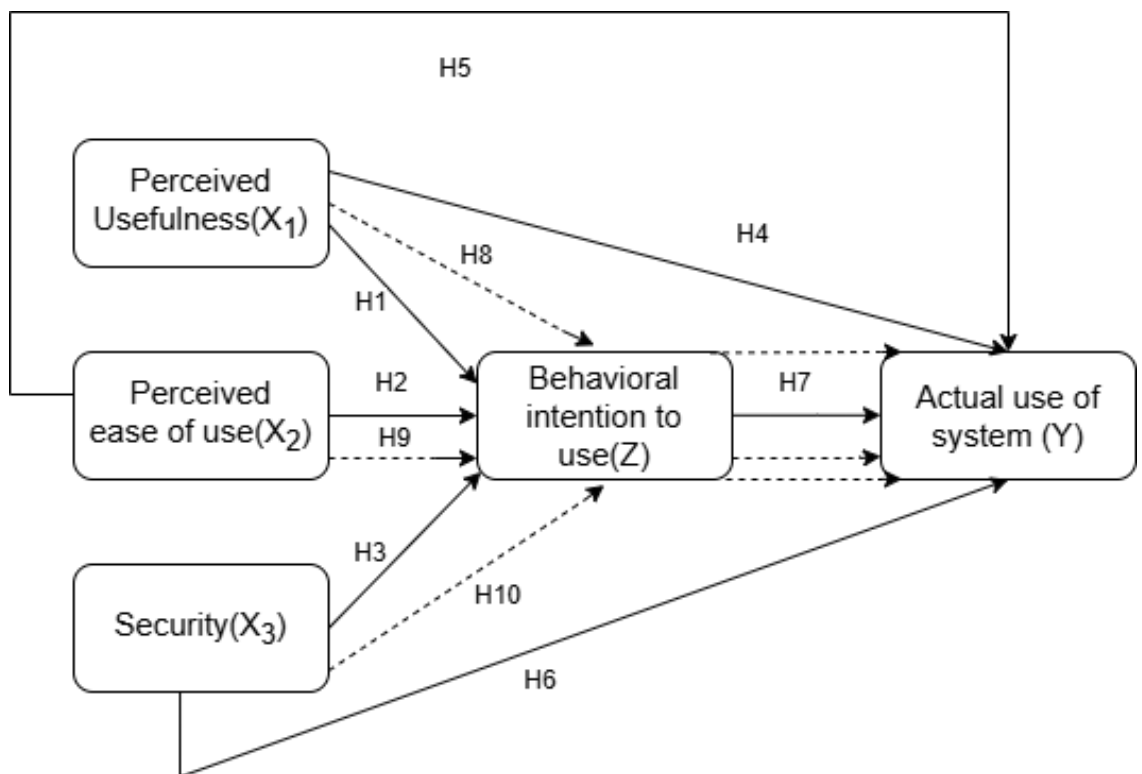 H5
Perceived
Usefulness(X₁)
H4
H8
H1
Perceived
ease of use(X₂)
H2
H9
Behavioral
intention to
use(Z)
H7
Actual use of
system (Y)
H3
H10
Security(X₃)
H6